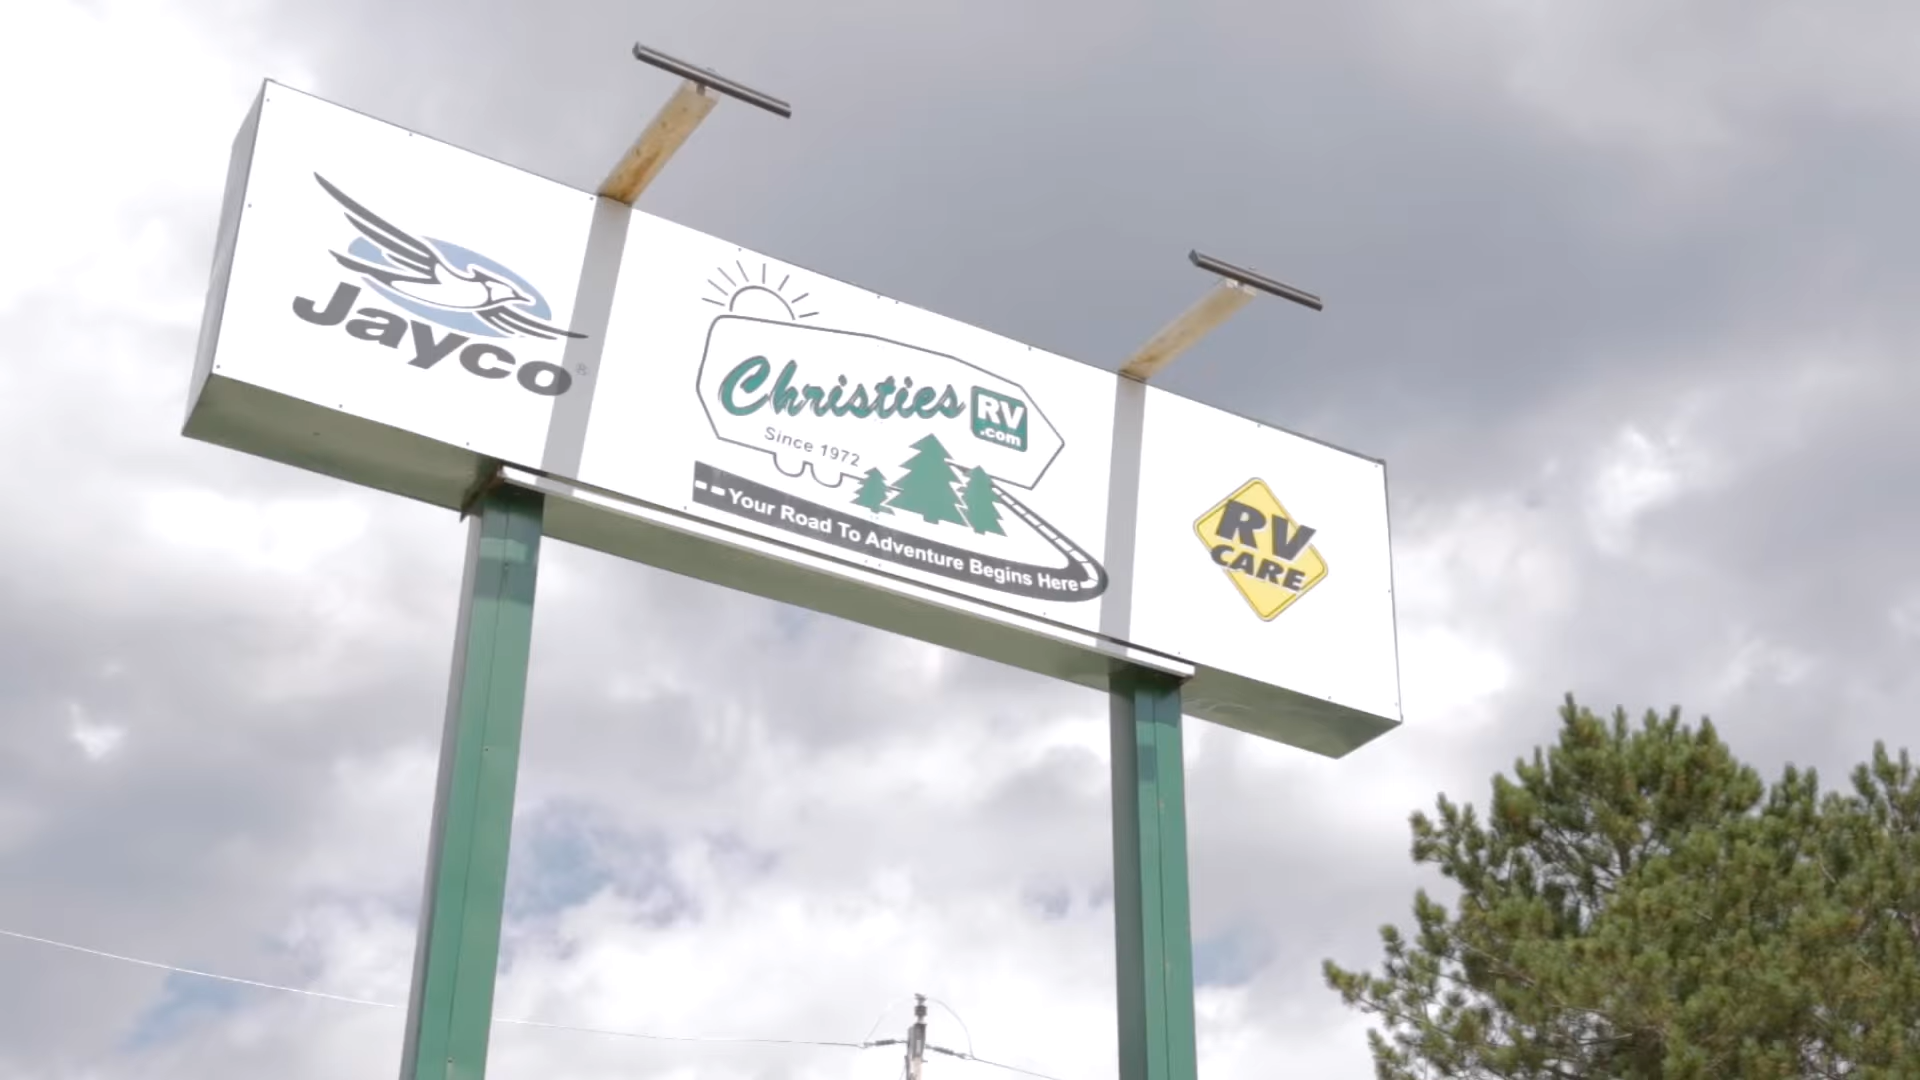 Jayco®
Christies RV
.com
Since 1972
Your Road To Adventure Begins Here
RV
CARE